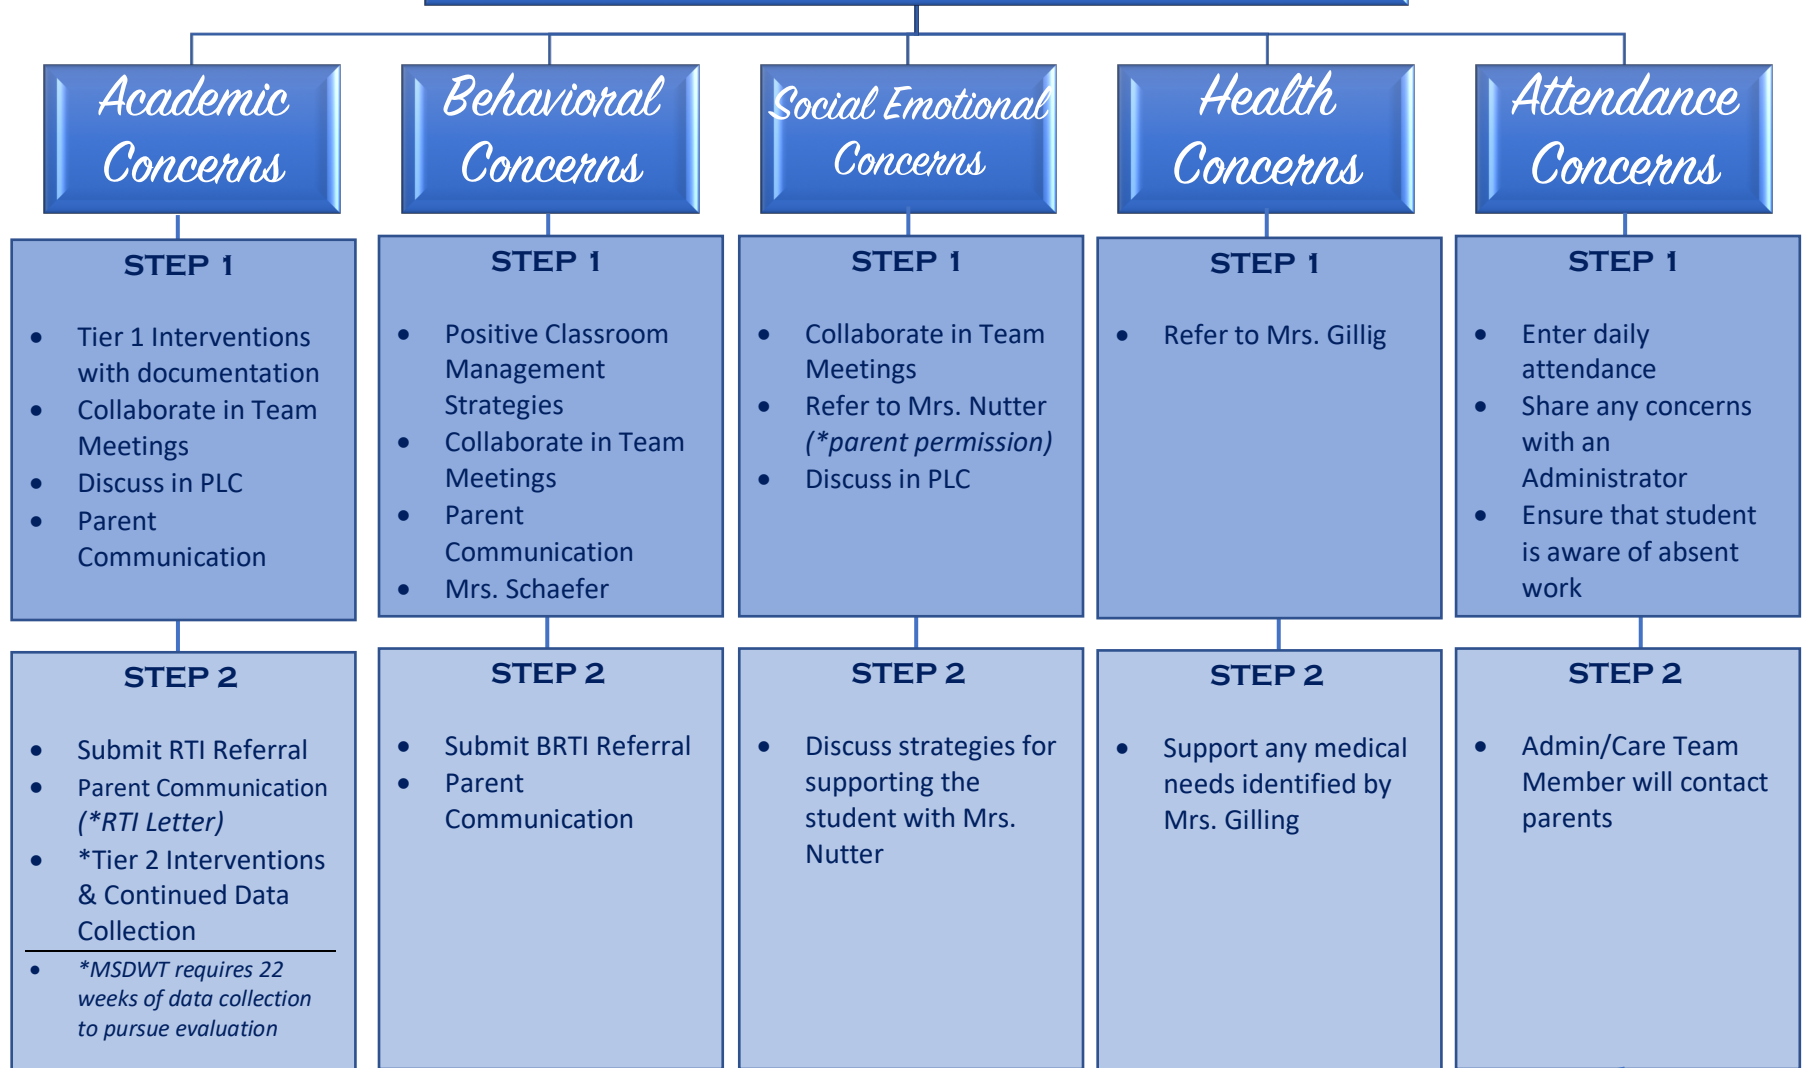 Academic
Concerns
Behavioral
Concerns
Social Emotional
Concerns
Health
Concerns
Attendance
Concerns
STEP 1
• Tier 1 Interventions
with documentation
• Collaborate in Team
Meetings
• Discuss in PLC
• Parent
Communication
STEP 1
• Positive Classroom
Management
Strategies
• Collaborate in Team
Meetings
• Parent
Communication
• Mrs. Schaefer
STEP 1
• Collaborate in Team
Meetings
• Refer to Mrs. Nutter
(*parent permission)
• Discuss in PLC
STEP 1
• Refer to Mrs. Gillig
STEP 1
• Enter daily
attendance
• Share any concerns
with an
Administrator
• Ensure that student
is aware of absent
work
STEP 2
• Submit RTI Referral
• Parent Communication
(*RTI Letter)
• *Tier 2 Interventions
& Continued Data
Collection
• *MSDWT requires 22
weeks of data collection
to pursue evaluation
STEP 2
• Submit BRTI Referral
• Parent
Communication
STEP 2
• Discuss strategies for
supporting the
student with Mrs.
Nutter
STEP 2
• Support any medical
needs identified by
Mrs. Gilling
STEP 2
• Admin/Care Team
Member will contact
parents